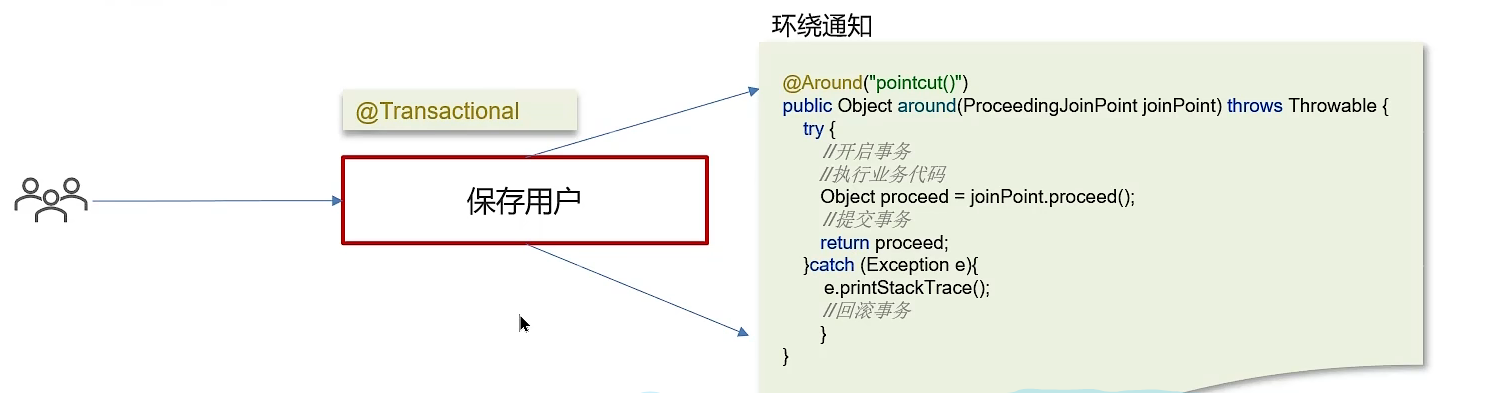 环绕通知
@Transactional
保存用户
@Around("pointcut()")
public Object around(ProceedingJoinPoint joinPoint) throws Throwable {
try {
//开启事务
//执行业务代码
Object proceed = joinPoint.proceed();
//提交事务
return proceed;
}catch (Exception e){
e.printStackTrace();
//回滚事务
}
}